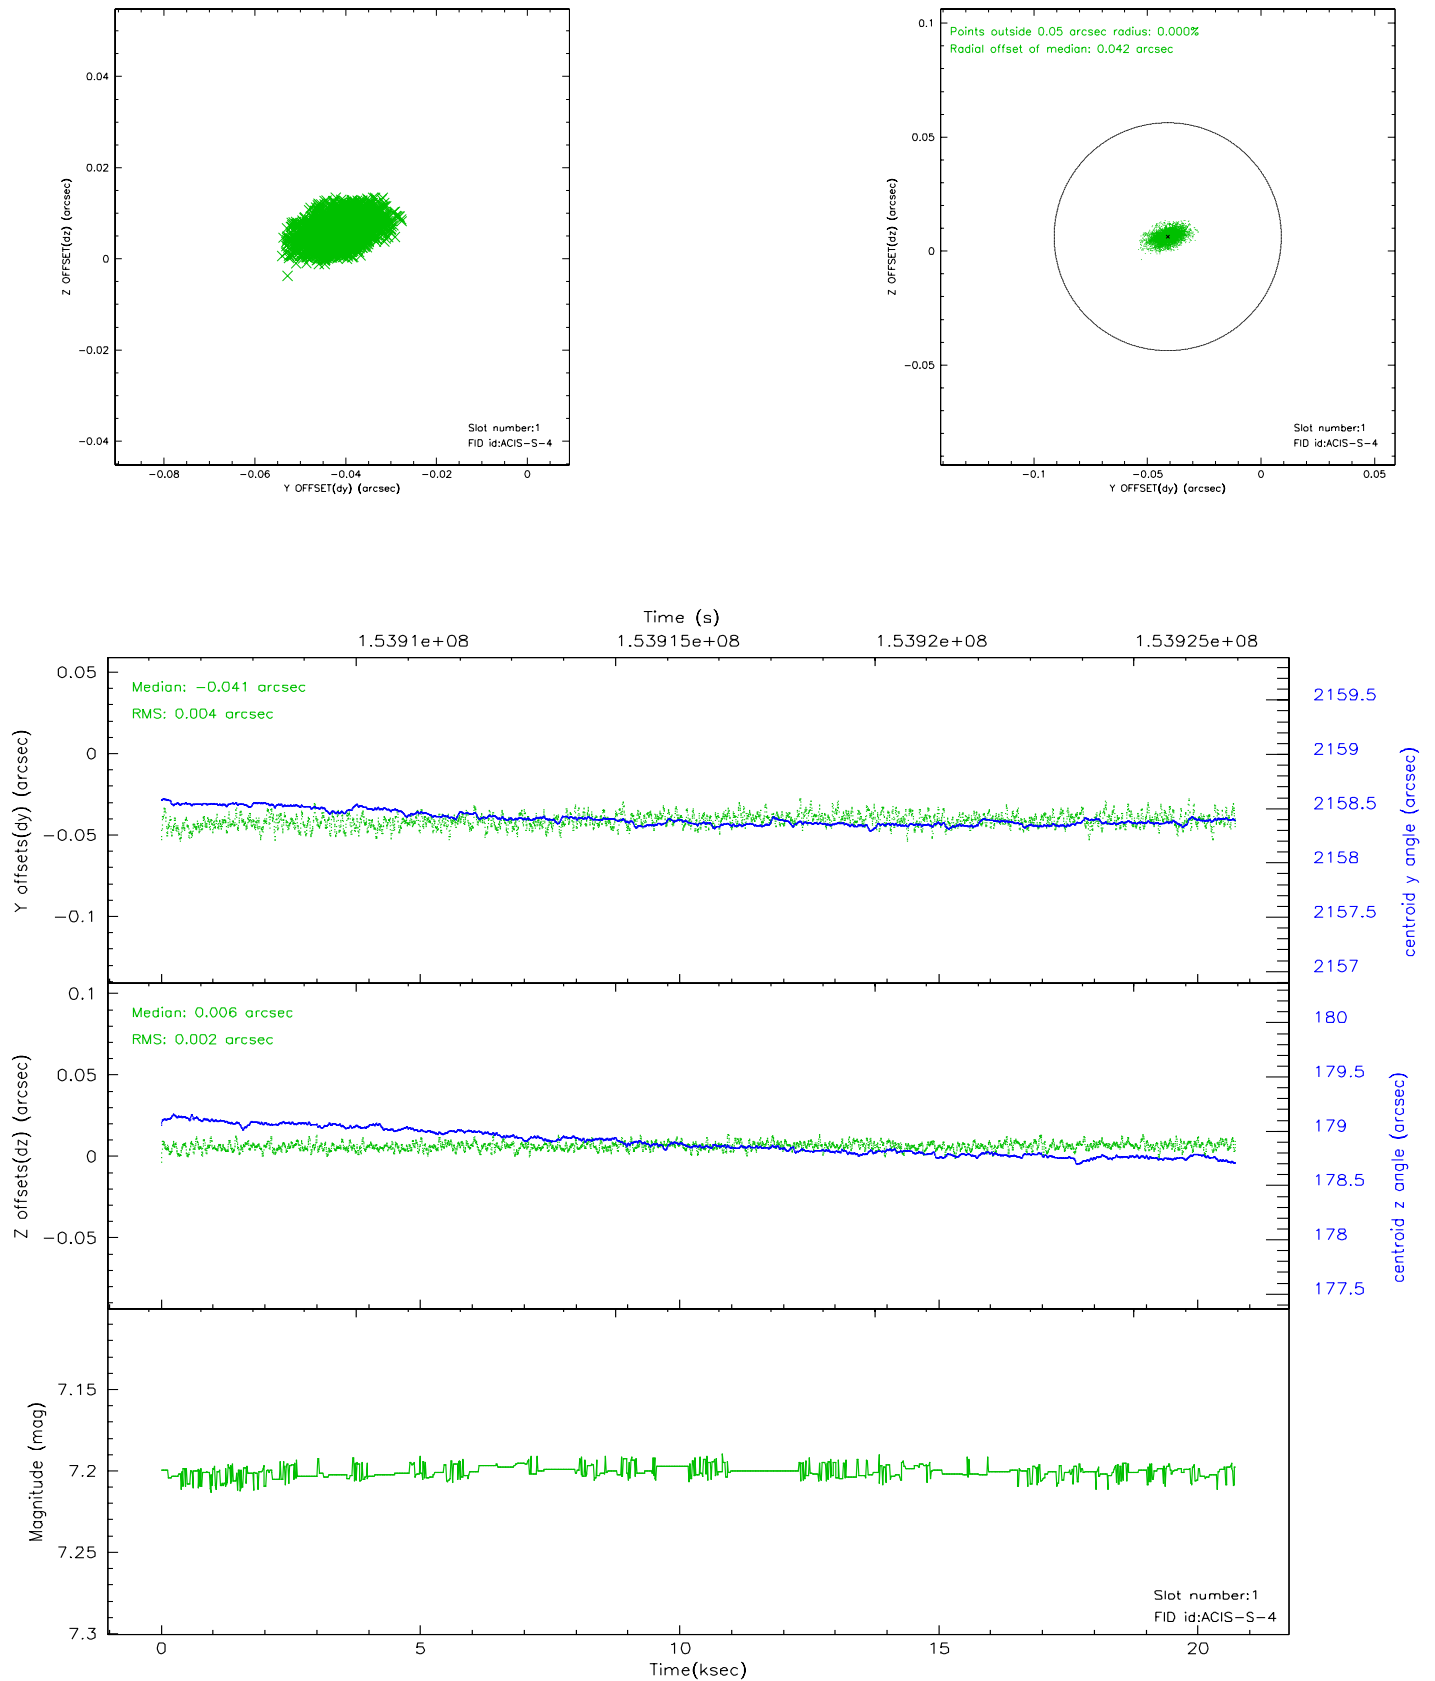 0.04
0.02
0
−0.02
−0.04
Z OFFSET(dz) (arcsec)
Slot number:1
FID id:ACIS−S−4
−0.08
−0.06
−0.04
−0.02
0
Y OFFSET(dy) (arcsec)
0.1
0.05
0
−0.05
Z OFFSET(dz) (arcsec)
Points outside 0.05 arcsec radius: 0.000%
Radial offset of median: 0.042 arcsec
Slot number:1
FID id:ACIS−S−4
−0.1
−0.05
0
0.05
Y OFFSET(dy) (arcsec)
Time (s)
1.5391e+08
1.53915e+08
1.5392e+08
1.53925e+08
0.05
0
−0.05
−0.1
Y offsets(dy) (arcsec)
Median: −0.041 arcsec
RMS: 0.004 arcsec
2159.5
2159
2158.5
2158
2157.5
2157
centroid y angle (arcsec)
0.1
0.05
0
−0.05
Z offsets(dz) (arcsec)
Median: 0.006 arcsec
RMS: 0.002 arcsec
180
179.5
179
178.5
178
177.5
centroid z angle (arcsec)
7.15
7.2
7.25
7.3
Magnitude (mag)
Slot number:1
FID id:ACIS−S−4
0
5
10
15
20
Time(ksec)